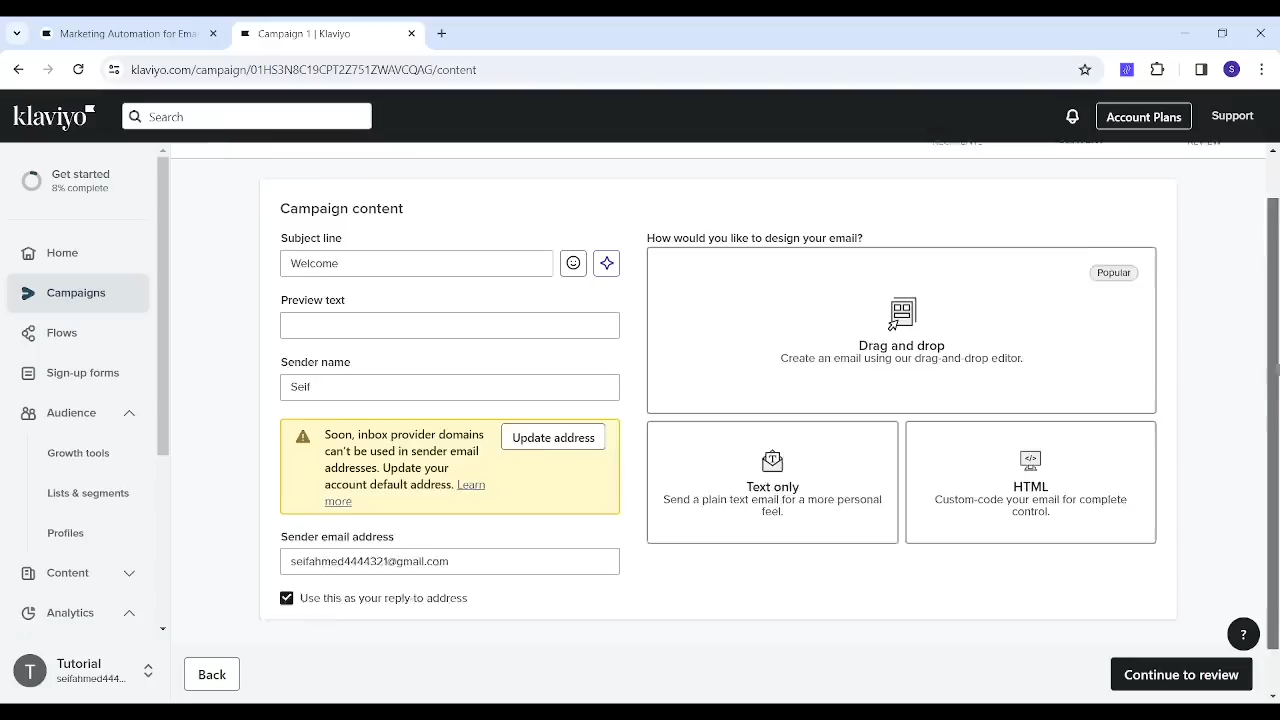 Marketing Automation for Ema
Campaign 1 | Klaviyo
klaviyo.com/campaign/01HS3N8C19CPT2Z751ZWAVCQAG/content
S
klaviyo
Search
Account Plans
Support
RECIPIENTS
CONTENT
REVIEW
Get started
8% complete
Home
Campaigns
Flows
Sign-up forms
Audience
Growth tools
Lists & segments
Profiles
Content
Analytics
T
Tutorial
seifahmed444...
Campaign content
Subject line
Welcome
Preview text
Sender name
Seif
Soon, inbox provider domains
can't be used in sender email
addresses. Update your
account default address. Learn
more
Update address
Sender email address
seifahmed4444321@gmail.com
Use this as your reply-to address
How would you like to design your email?
Popular
Drag and drop
Create an email using our drag-and-drop editor.
Text only
Send a plain text email for a more personal
feel.
</>
HTML
Custom-code your email for complete
control.
?
Back
Continue to review